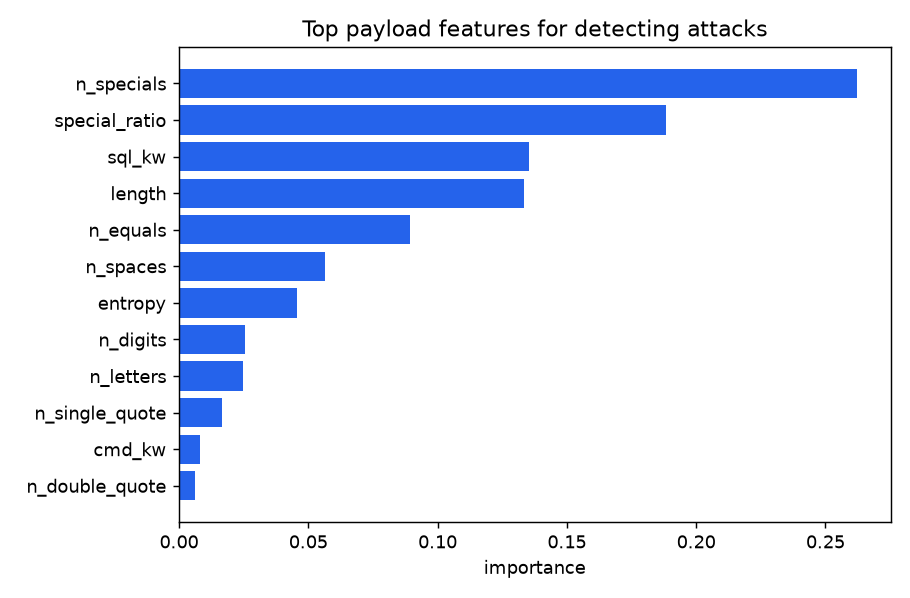 Top payload features for detecting attacks
n_specials
special_ratio
sql_kw
length
n_equals
n_spaces
entropy
n_digits
n_letters
n_single_quote
cmd_kw
n_double_quote
0.00 0.05 0.10 0.15 0.20 0.25
importance